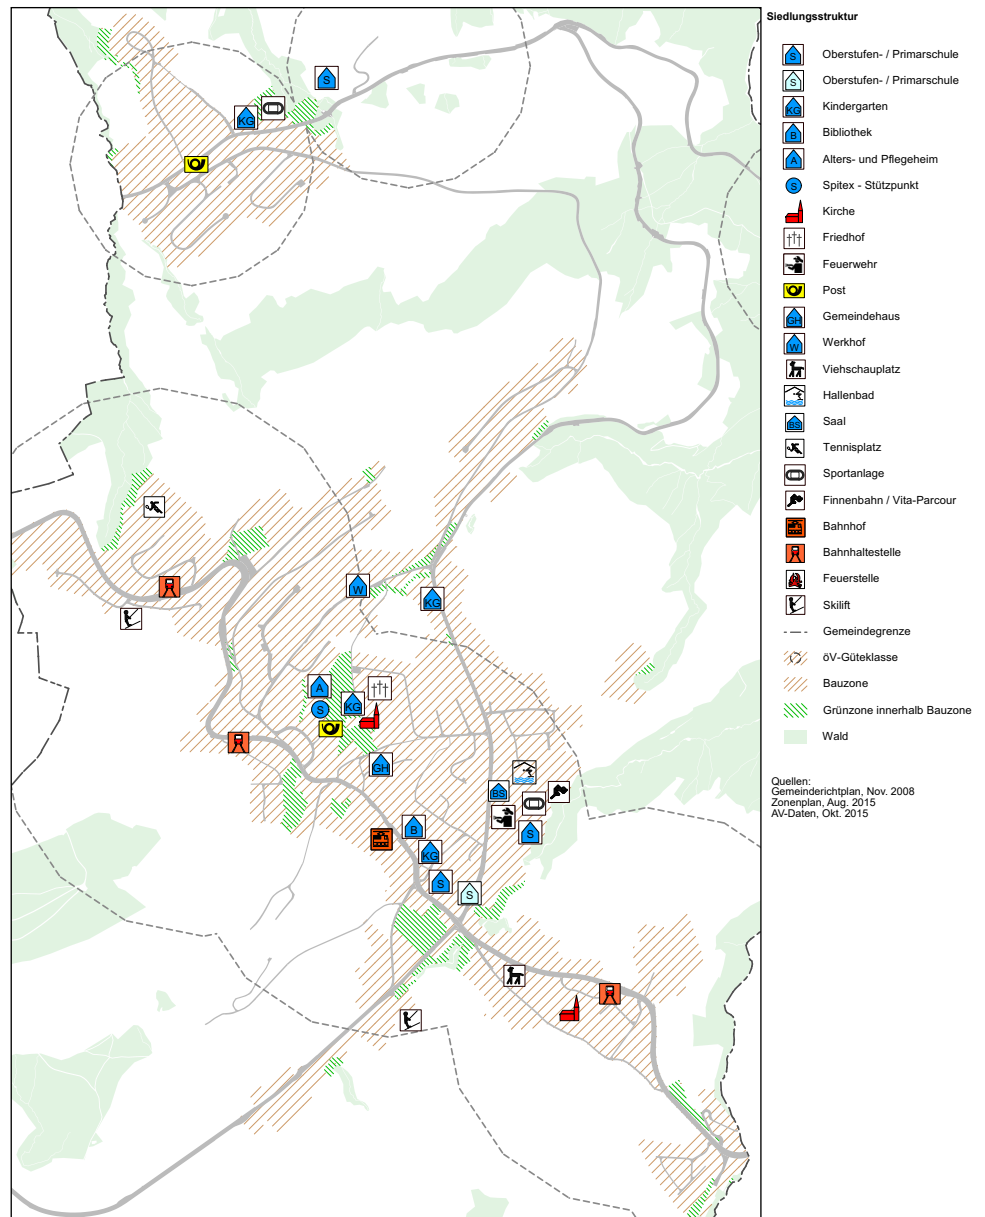 Siedlungsstruktur
S Oberstufen- / Primarschule
S Oberstufen- / Primarschule
KG Kindergarten
B Bibliothek
A Alters- und Pflegeheim
S Spitex - Stützpunkt
Kirche
Friedhof
Feuerwehr
Post
GH Gemeindehaus
W Werkhof
Viehschauplatz
Hallenbad
BS Saal
Tennisplatz
Sportanlage
Finnenbahn / Vita-Parcour
Bahnhof
Bahnhaltestelle
Feuerstelle
Skilift
Gemeindegrenze
öV-Güteklasse
Bauzone
Grünzone innerhalb Bauzone
Wald
Quellen:
Gemeinderichtplan, Nov. 2008
Zonenplan, Aug. 2015
AV-Daten, Okt. 2015
S
KG
W
KG
A
KG
S
GH
BS
B
S
KG
S
S